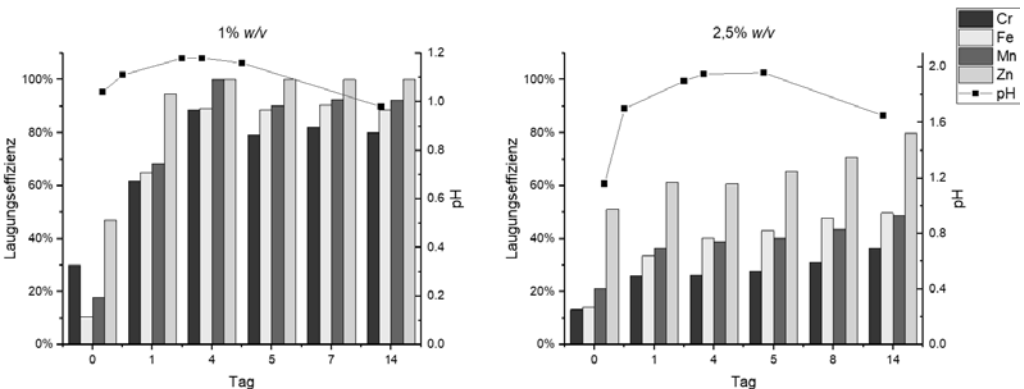 1% w/v
100%
80%
60%
40%
20%
0%
Laugungseffizienz
0 1 4 5 7 14
Tag
1.2
1.0
0.8
0.6
0.4
0.2
0.0
pH
2,5% w/v
100%
80%
60%
40%
20%
0%
Laugungseffizienz
0 1 4 5 8 14
Tag
2.0
1.6
1.2
0.8
0.4
0.0
pH
Cr
Fe
Mn
Zn
pH